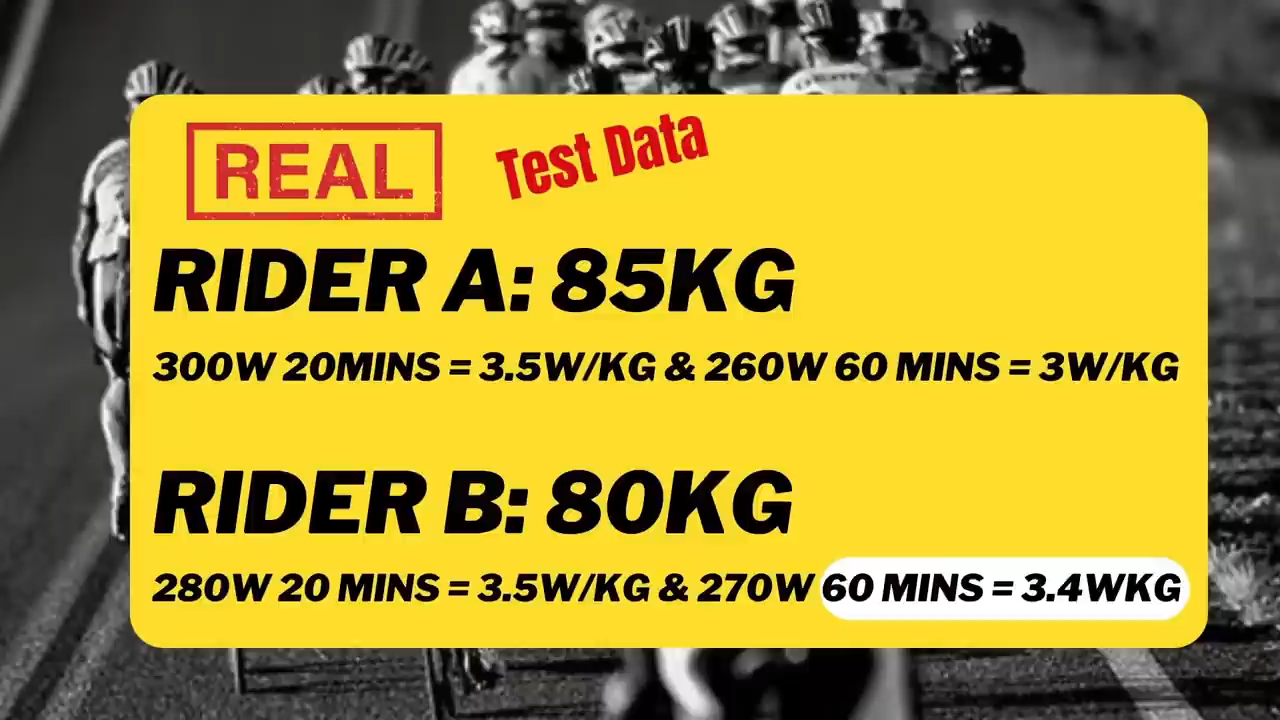 REAL
Test Data
RIDER A: 85KG
300W 20MINS = 3.5W/KG & 260W 60 MINS = 3W/KG
RIDER B: 80KG
280W 20 MINS = 3.5W/KG & 270W 60 MINS = 3.4WKG